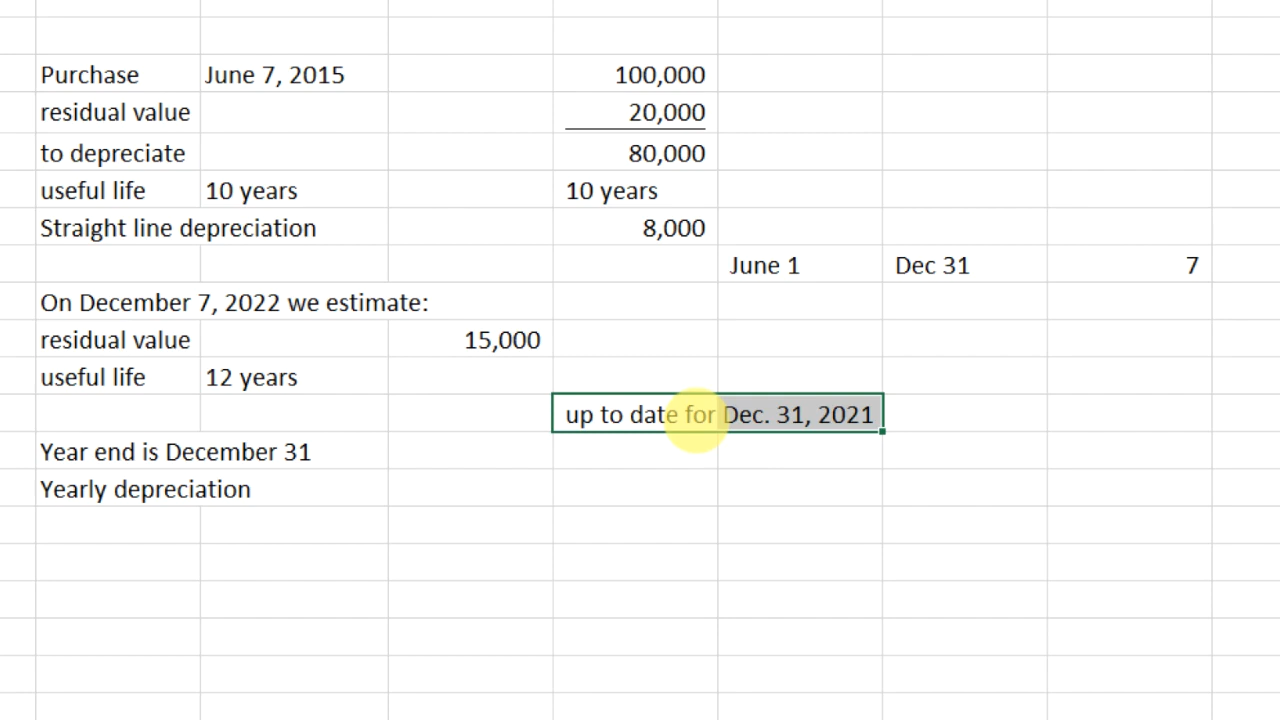 Purchase June 7, 2015 100,000
residual value 20,000
to depreciate 80,000
useful life 10 years 10 years
Straight line depreciation 8,000
June 1 Dec 31 7
On December 7, 2022 we estimate:
residual value 15,000
useful life 12 years
up to date for Dec. 31, 2021
Year end is December 31
Yearly depreciation